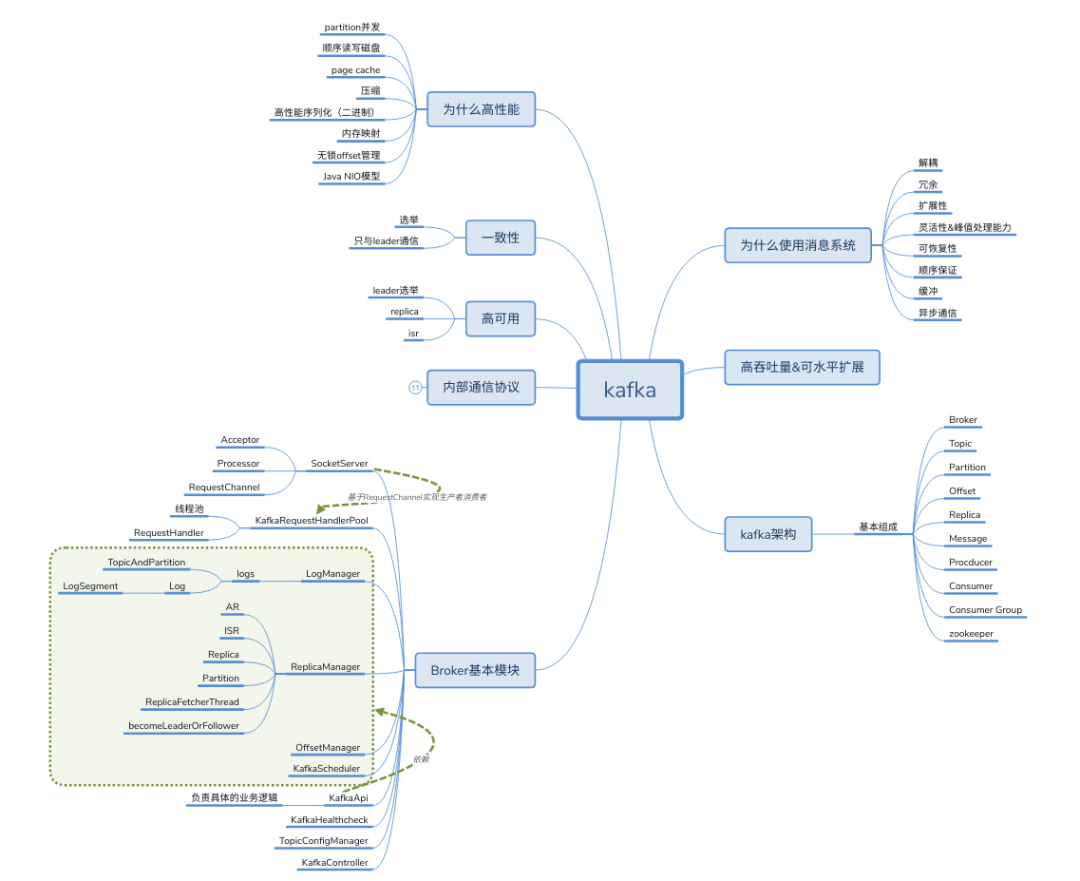 kafka
为什么高性能
partition并发
顺序读写磁盘
page cache
压缩
高性能序列化（二进制）
内存映射
无锁offset管理
Java NIO模型
一致性
选举
只与leader通信
高可用
leader选举
replica
isr
内部通信协议
11
Broker基本模块
SocketServer
Acceptor
Processor
RequestChannel
基于RequestChannel实现生产者消费者
KafkaRequestHandlerPool
线程池
RequestHandler
LogManager
logs
TopicAndPartition
Log
LogSegment
ReplicaManager
AR
ISR
Replica
Partition
ReplicaFetcherThread
becomeLeaderOrFollower
OffsetManager
KafkaScheduler
依赖
KafkaApi
负责具体的业务逻辑
KafkaHealthcheck
TopicConfigManager
KafkaController
为什么使用消息系统
解耦
冗余
扩展性
灵活性&峰值处理能力
可恢复性
顺序保证
缓冲
异步通信
高吞吐量&可水平扩展
kafka架构
基本组成
Broker
Topic
Partition
Offset
Replica
Message
Procducer
Consumer
Consumer Group
zookeeper